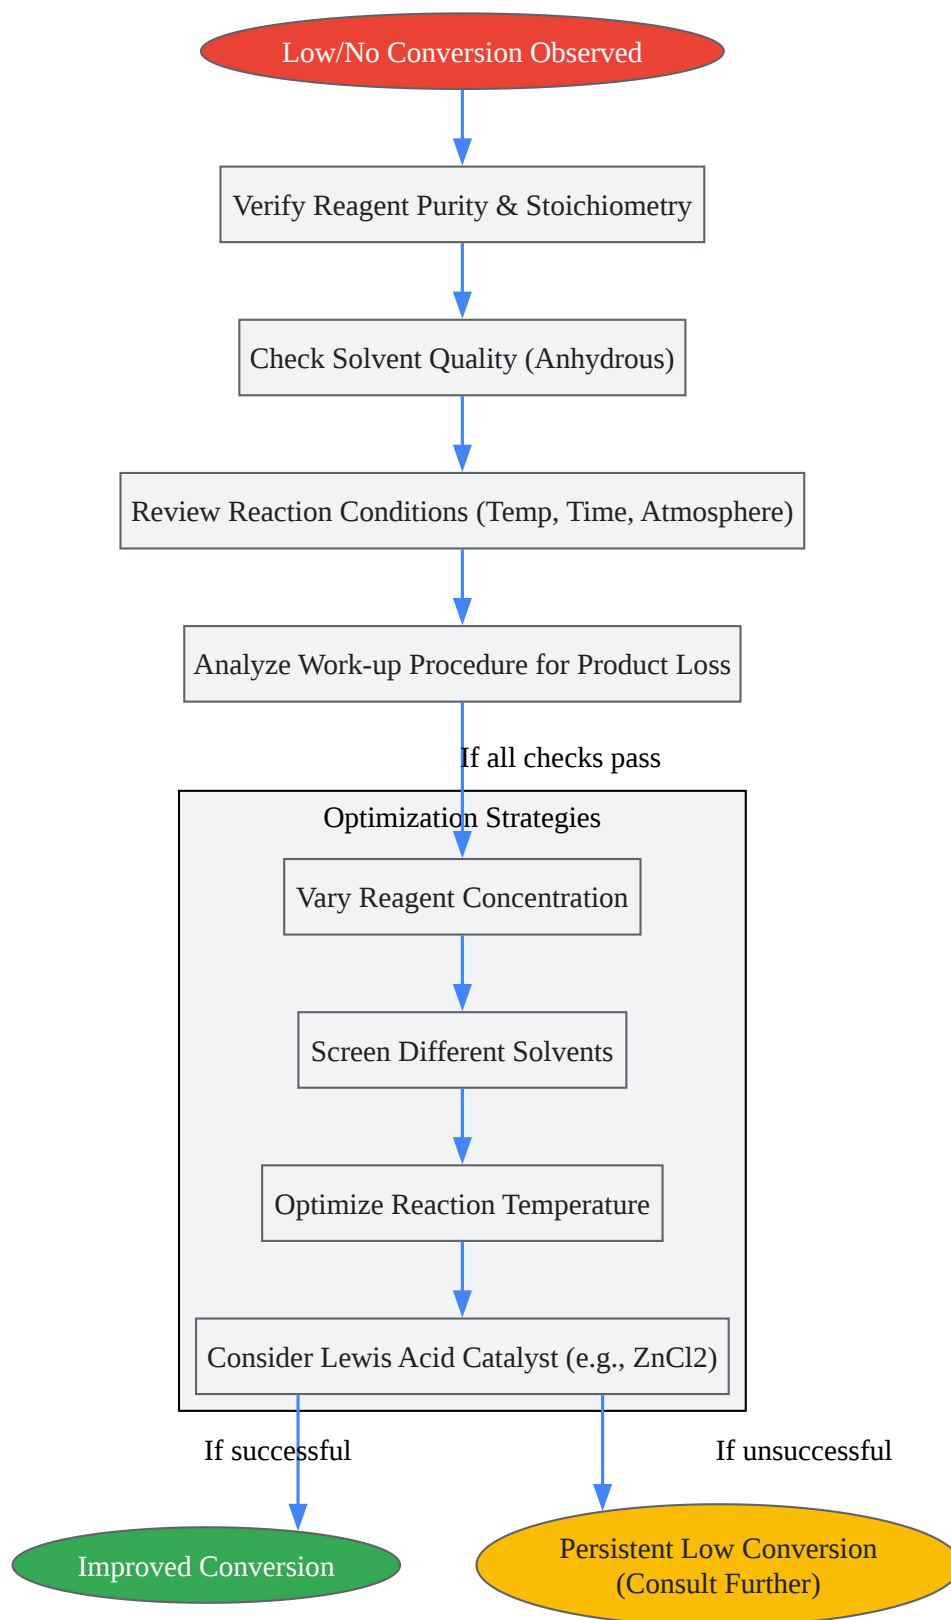 Low/No Conversion Observed
Verify Reagent Purity & Stoichiometry
Check Solvent Quality (Anhydrous)
Review Reaction Conditions (Temp, Time, Atmosphere)
Analyze Work-up Procedure for Product Loss
If all checks pass
Optimization Strategies
Vary Reagent Concentration
Screen Different Solvents
Optimize Reaction Temperature
Consider Lewis Acid Catalyst (e.g., ZnCl2)
If successful
If unsuccessful
Improved Conversion
Persistent Low Conversion
(Consult Further)